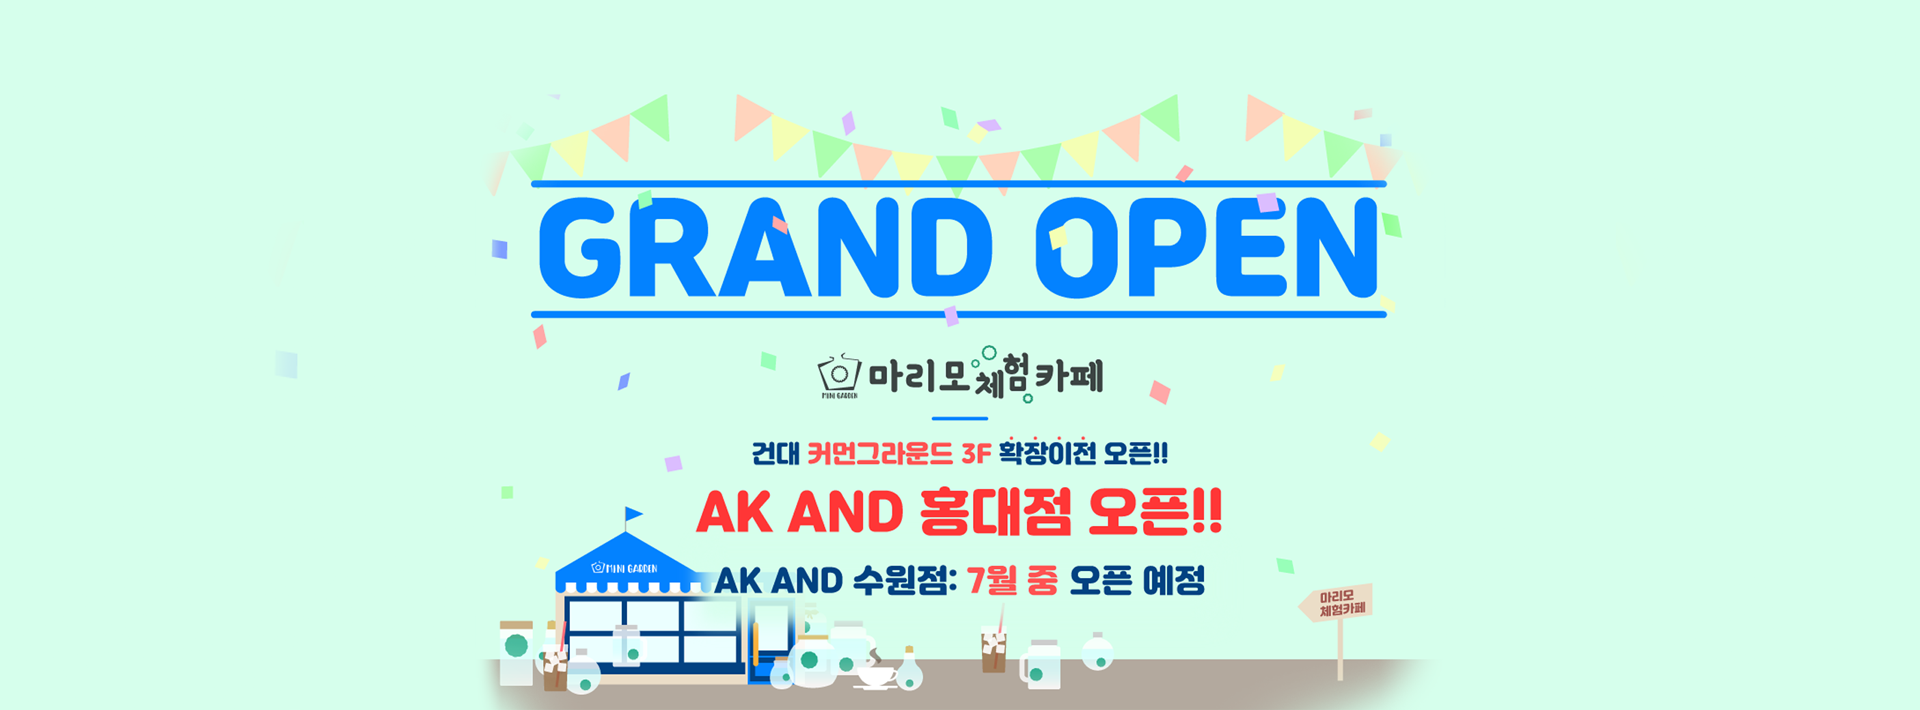 GRAND OPEN
마리모 체험 카페
MINI GARDEN
건대 커먼그라운드 3F 확장이전 오픈!!
AK AND 홍대점 오픈!!
AK AND 수원점: 7월 중 오픈 예정
MINI GARDEN
마리모
체험카페